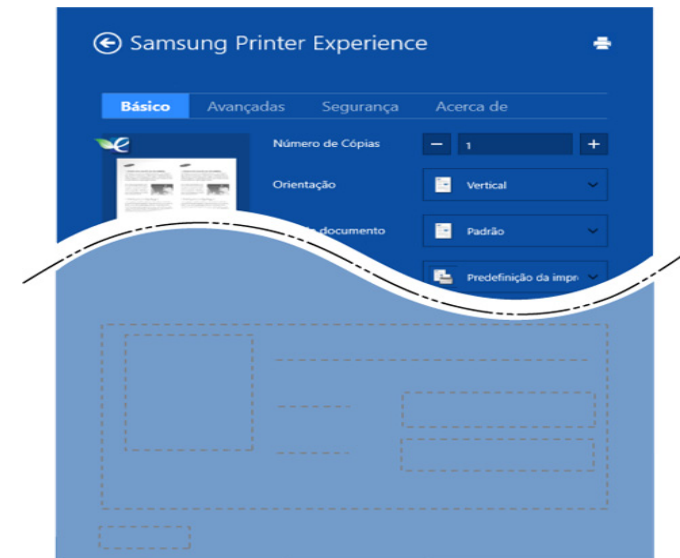 Samsung Printer Experience
Básico Avançadas Segurança Acerca de
Número de Cópias 1
Orientação Vertical
documento Padrão
Predefinição da impr